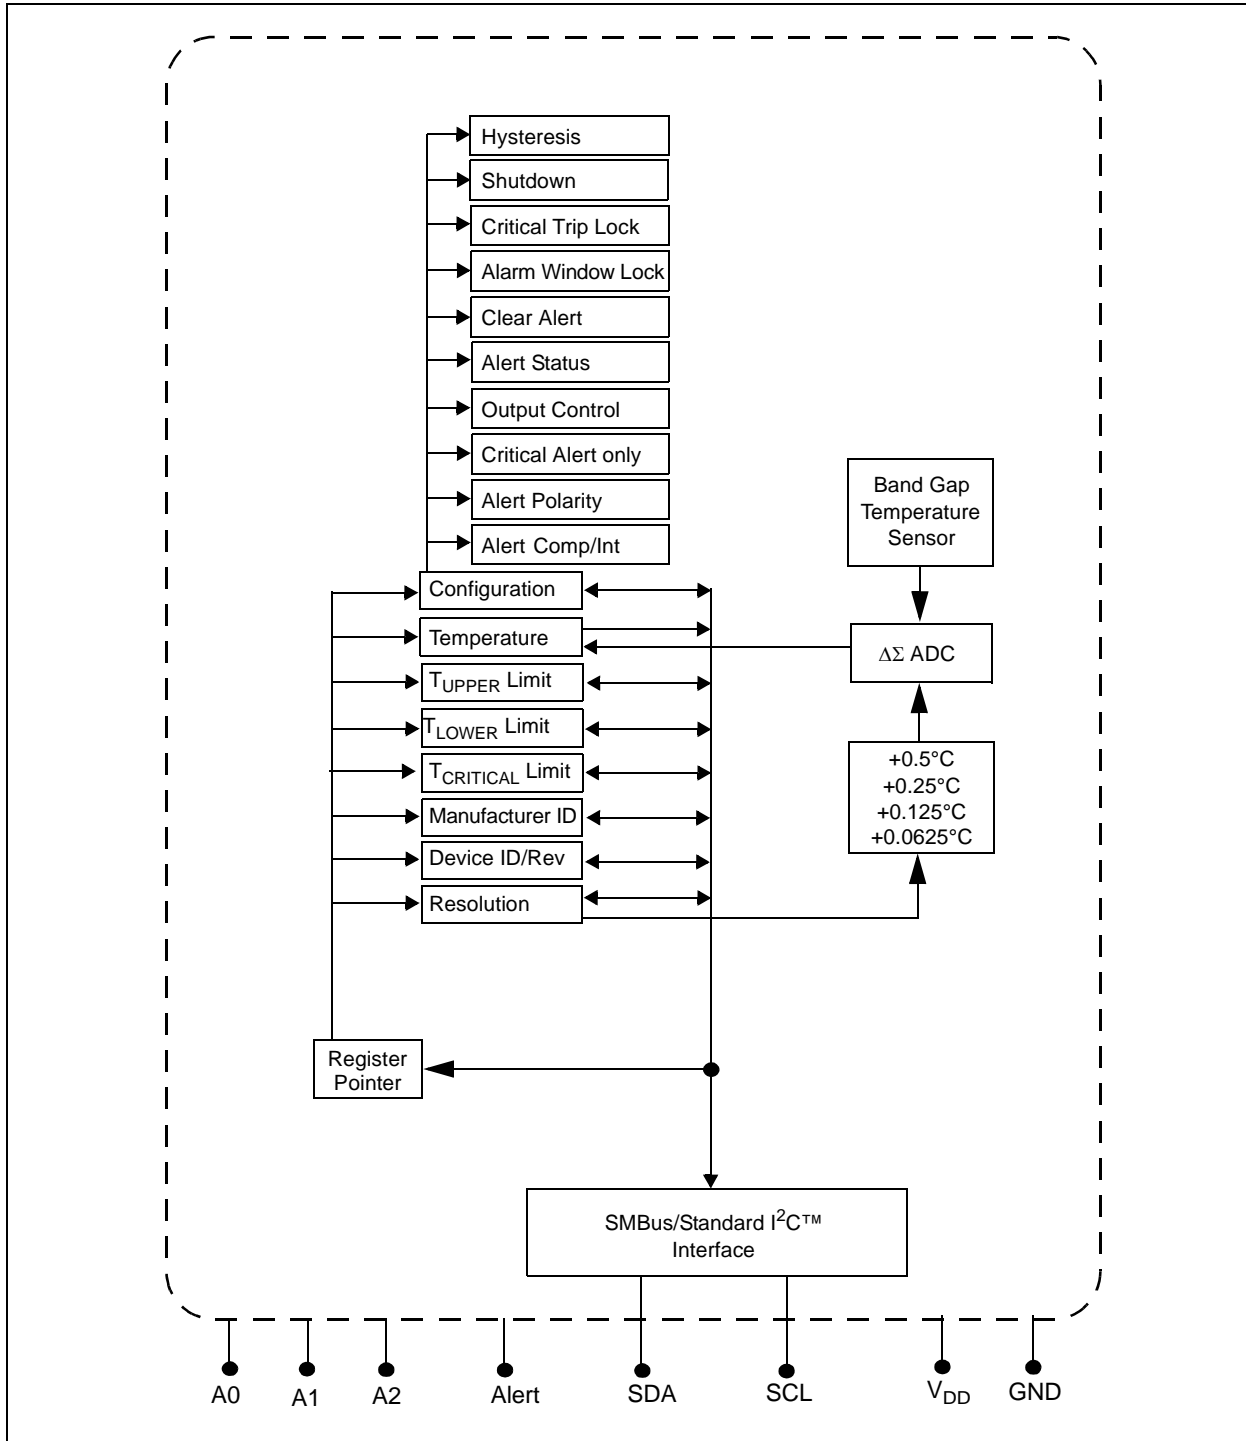 Hysteresis
Shutdown
Critical Trip Lock
Alarm Window Lock
Clear Alert
Alert Status
Output Control
Critical Alert only
Alert Polarity
Alert Comp/Int
Configuration
Temperature
TUPPER Limit
TLOWER Limit
TCRITICAL Limit
Manufacturer ID
Device ID/Rev
Resolution
Band Gap
Temperature
Sensor
ΔΣ ADC
+0.5°C
+0.25°C
+0.125°C
+0.0625°C
Register
Pointer
SMBus/Standard I²C™
Interface
A0
A1
A2
Alert
SDA
SCL
VDD
GND